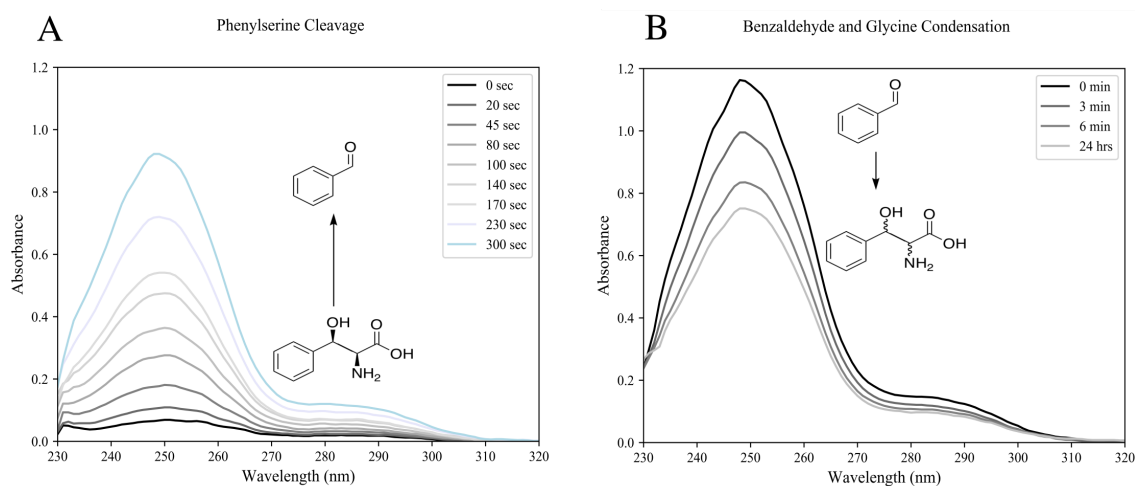 A
Phenylserine Cleavage
Absorbance
1.2
1.0
0.8
0.6
0.4
0.2
0.0
230
240
250
260
270
280
290
300
310
320
Wavelength (nm)
0 sec
20 sec
45 sec
80 sec
100 sec
140 sec
170 sec
230 sec
300 sec
O
OH
O
OH
NH2
B
Benzaldehyde and Glycine Condensation
Absorbance
1.2
1.0
0.8
0.6
0.4
0.2
0.0
230
240
250
260
270
280
290
300
310
320
Wavelength (nm)
0 min
3 min
6 min
24 hrs
O
OH
O
OH
NH2